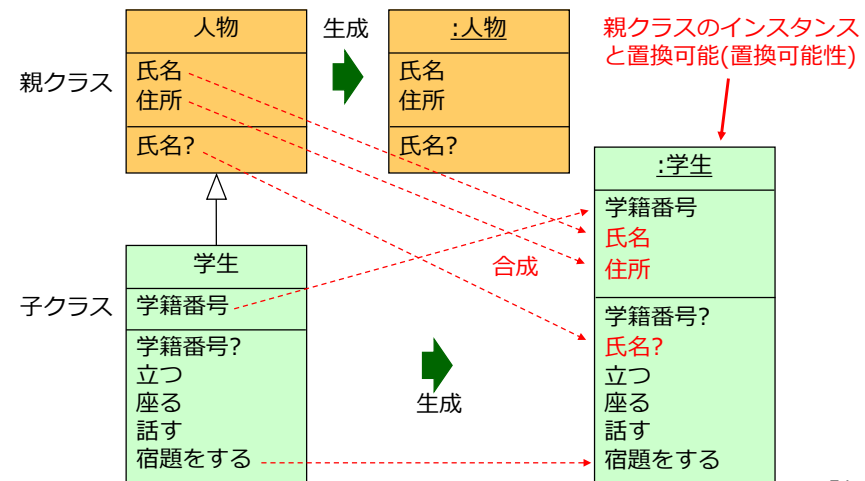 人物
生成
:人物
親クラスのインスタンス
と置換可能(置換可能性)
親クラス
氏名
住所
氏名?
氏名
住所
氏名?
:学生
学籍番号
氏名
住所
学籍番号?
氏名?
立つ
座る
話す
宿題をする
合成
学生
子クラス
学籍番号
学籍番号?
立つ
座る
話す
宿題をする
生成